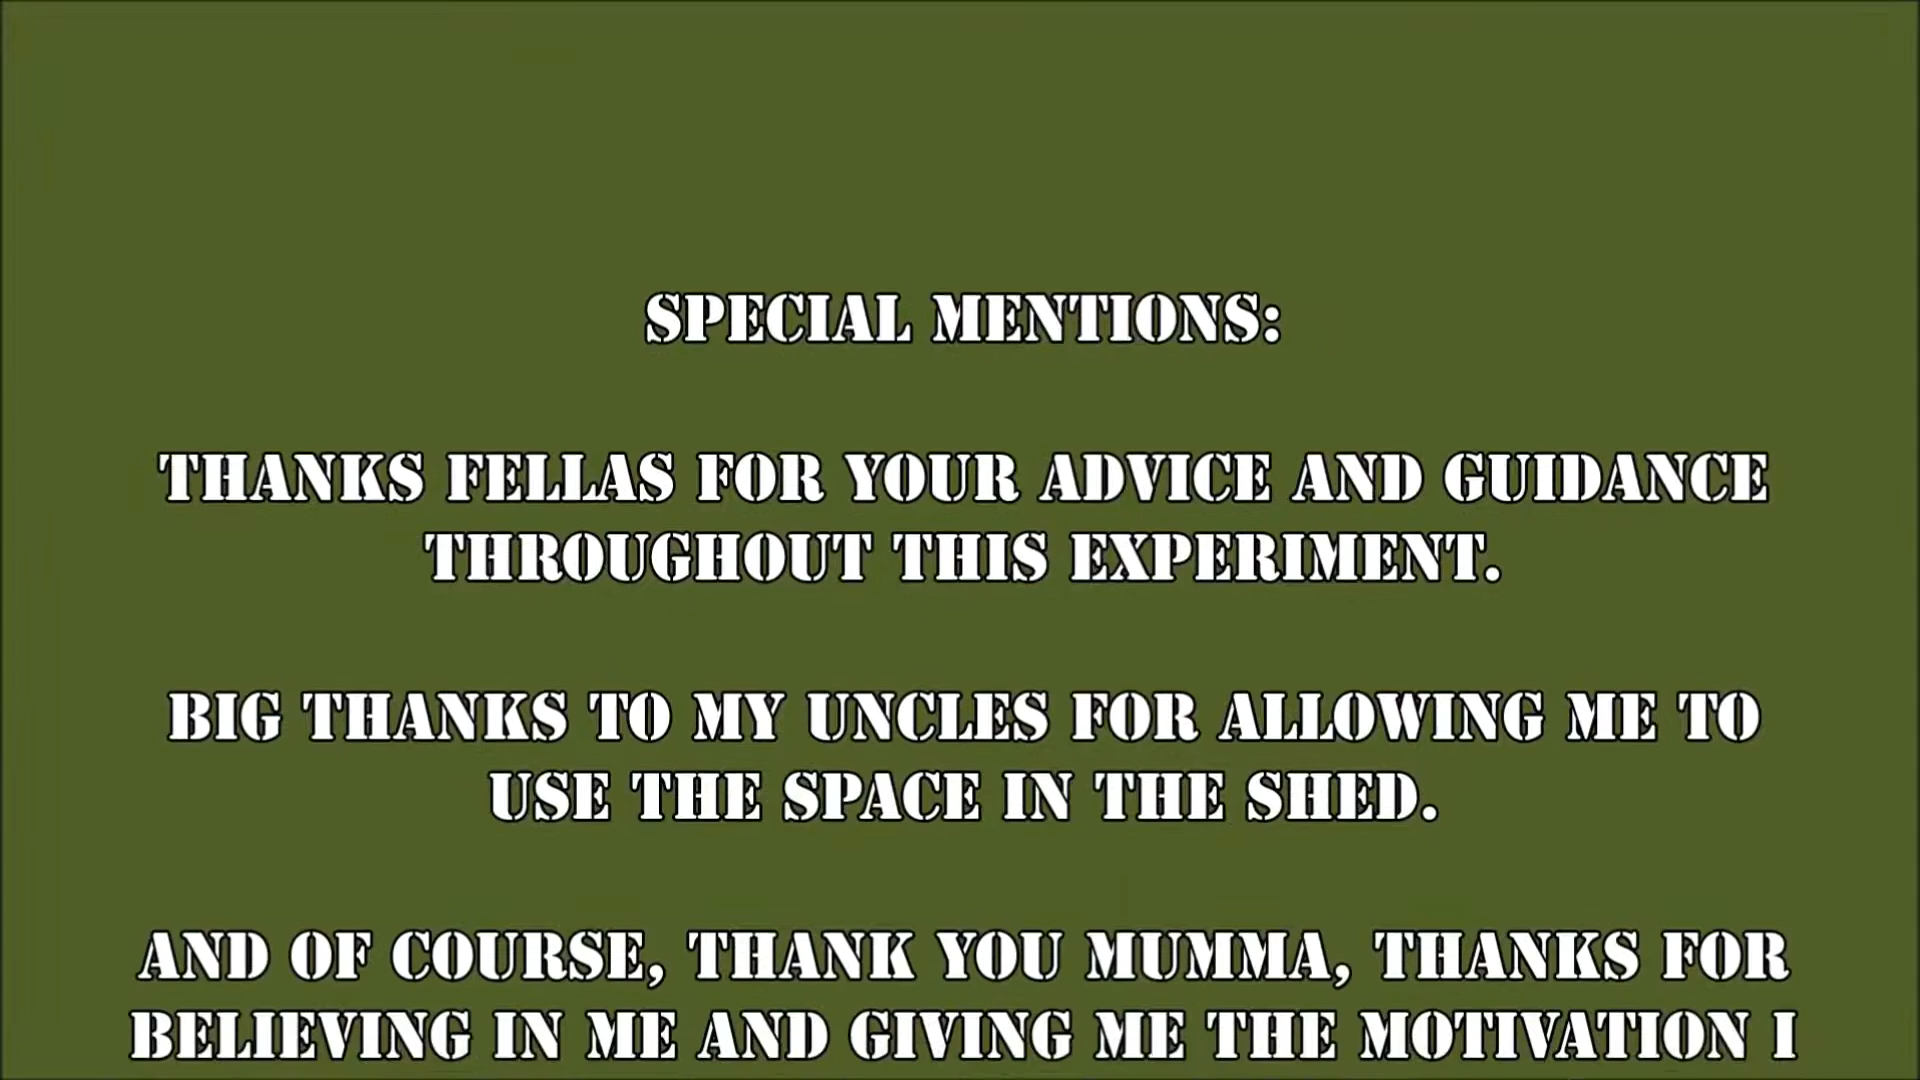 SPECIAL MENTIONS:
THANKS FELLAS FOR YOUR ADVICE AND GUIDANCE
THROUGHOUT THIS EXPERIMENT.
BIG THANKS TO MY UNCLES FOR ALLOWING ME TO
USE THE SPACE IN THE SHED.
AND OF COURSE, THANK YOU MUMMA, THANKS FOR
BELIEVING IN ME AND GIVING ME THE MOTIVATION I